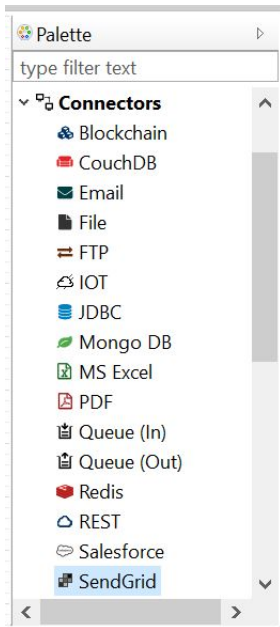 Palette
type filter text
Connectors
Blockchain
CouchDB
Email
File
FTP
IOT
JDBC
Mongo DB
MS Excel
PDF
Queue (In)
Queue (Out)
Redis
REST
Salesforce
SendGrid